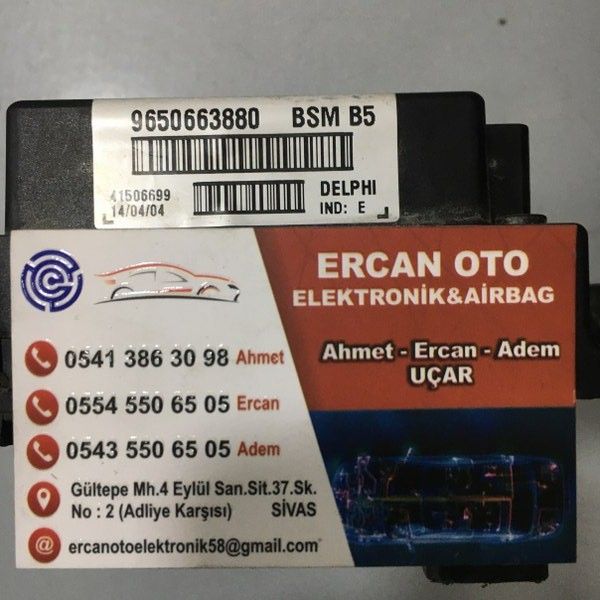 9650663880 BSM B5
41506699 DELPHI
14/04/04 IND: E
ERCAN OTO
ELEKTRONİK&AİRBAG
Ahmet - Ercan - Adem
UÇAR
0541 386 30 98 Ahmet
0554 550 65 05 Ercan
0543 550 65 05 Adem
Gültepe Mh.4 Eylül San.Sit.37.Sk.
No : 2 (Adliye Karşısı) SİVAS
ercanotoelektronik58@gmail.com